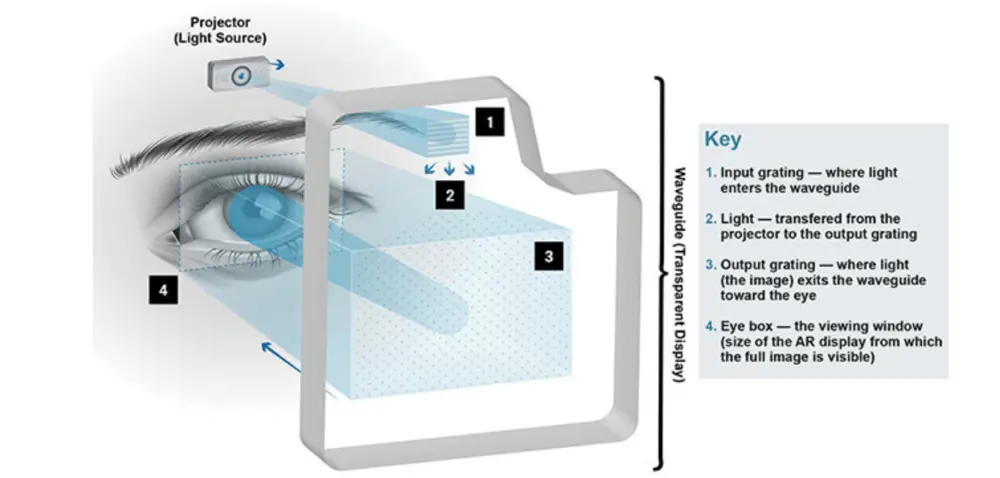 Projector
(Light Source)
1
2
3
4
Waveguide (Transparent Display)
Key
1. Input grating — where light
enters the waveguide
2. Light — transfered from the
projector to the output grating
3. Output grating — where light
(the image) exits the waveguide
toward the eye
4. Eye box — the viewing window
(size of the AR display from which
the full image is visible)